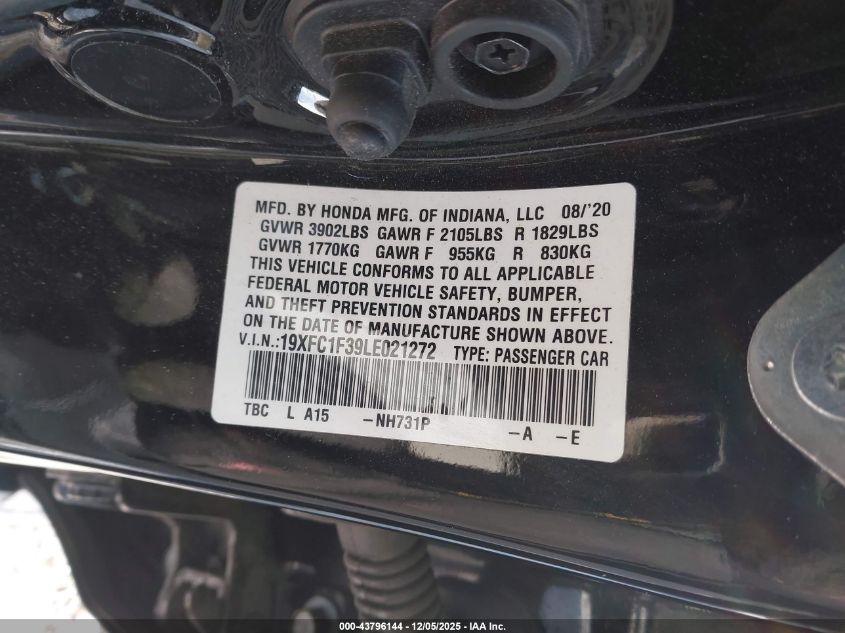 MFD. BY HONDA MFG. OF INDIANA, LLC 08/'20
GVWR 3902LBS GAWR F 2105LBS R 1829LBS
GVWR 1770KG GAWR F 955KG R 830KG
THIS VEHICLE CONFORMS TO ALL APPLICABLE
FEDERAL MOTOR VEHICLE SAFETY, BUMPER,
AND THEFT PREVENTION STANDARDS IN EFFECT
ON THE DATE OF MANUFACTURE SHOWN ABOVE.
V.I.N.:19XFC1F39LE021272 TYPE: PASSENGER CAR
TBC L A15 -NH731P -A -E
000-43796144 - 12/05/2025 - IAA Inc.